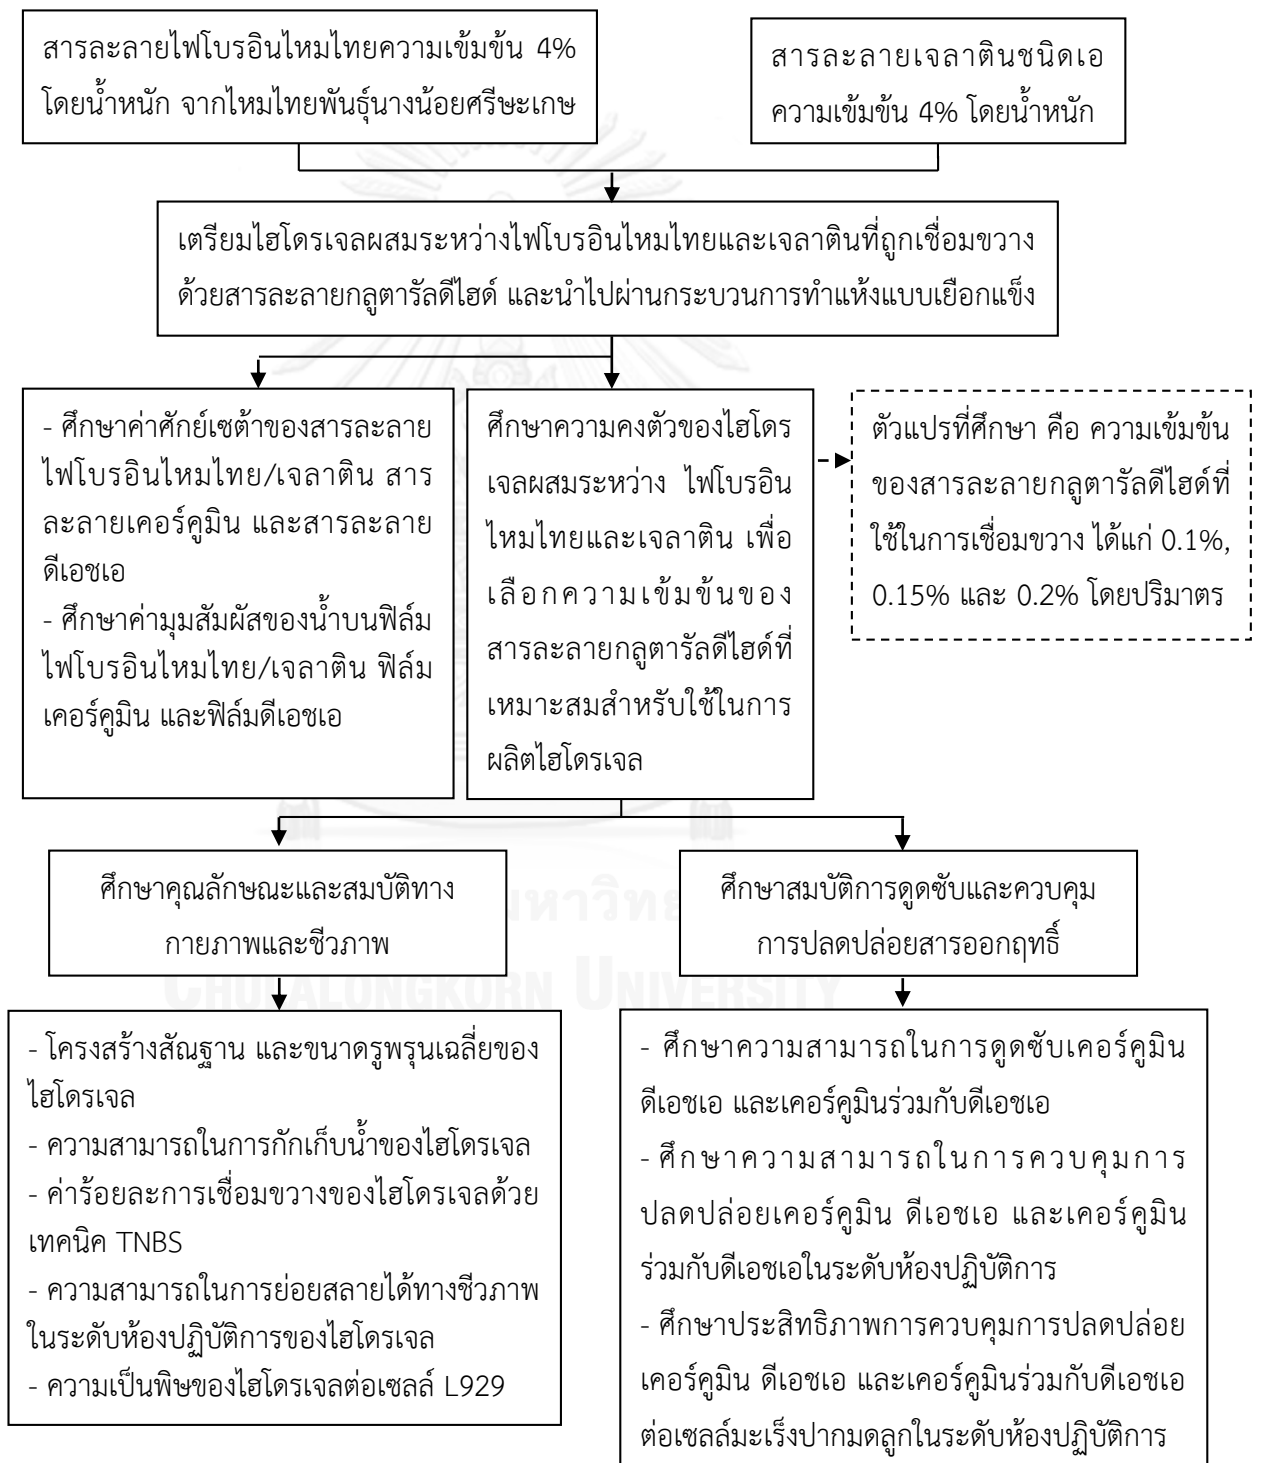 สารละลายไฟโบรอินไหมไทยความเข้มข้น 4%
โดยน้ำหนัก จากไหมไทยพันธุ์นางน้อยศรีษะเกษ
สารละลายเจลาตินชนิดเอ
ความเข้มข้น 4% โดยน้ำหนัก
เตรียมไฮโดรเจลผสมระหว่างไฟโบรอินไหมไทยและเจลาตินที่ถูกเชื่อมขวาง
ด้วยสารละลายกลูตารัลดีไฮด์ และนำไปผ่านกระบวนการทำแห้งแบบเยือกแข็ง
- ศึกษาค่าศักย์เซต้าของสารละลาย
ไฟโบรอินไหมไทย/เจลาติน สาร
ละลายเคอร์คูมิน และสารละลาย
ดีเอชเอ
- ศึกษาค่ามุมสัมผัสของน้ำบนฟิล์ม
ไฟโบรอินไหมไทย/เจลาติน ฟิล์ม
เคอร์คูมิน และฟิล์มดีเอชเอ
ศึกษาความคงตัวของไฮโดร
เจลผสมระหว่าง ไฟโบรอิน
ไหมไทยและเจลาติน เพื่อ
เลือกความเข้มข้นของ
สารละลายกลูตารัลดีไฮด์ที่
เหมาะสมสำหรับใช้ในการ
ผลิตไฮโดรเจล
ตัวแปรที่ศึกษา คือ ความเข้มข้น
ของสารละลายกลูตารัลดีไฮด์ที่
ใช้ในการเชื่อมขวาง ได้แก่ 0.1%,
0.15% และ 0.2% โดยปริมาตร
ศึกษาคุณลักษณะและสมบัติทาง
กายภาพและชีวภาพ
ศึกษาสมบัติการดูดซับและควบคุม
การปลดปล่อยสารออกฤทธิ์
CHULALONGKORN UNIVERSITY
- โครงสร้างสัณฐาน และขนาดรูพรุนเฉลี่ยของ
ไฮโดรเจล
- ความสามารถในการกักเก็บน้ำของไฮโดรเจล
- ค่าร้อยละการเชื่อมขวางของไฮโดรเจลด้วย
เทคนิค TNBS
- ความสามารถในการย่อยสลายได้ทางชีวภาพ
ในระดับห้องปฏิบัติการของไฮโดรเจล
- ความเป็นพิษของไฮโดรเจลต่อเซลล์ L929
- ศึกษาความสามารถในการดูดซับเคอร์คูมิน
ดีเอชเอ และเคอร์คูมินร่วมกับดีเอชเอ
- ศึกษาความสามารถในการควบคุมการ
ปลดปล่อยเคอร์คูมิน ดีเอชเอ และเคอร์คูมิน
ร่วมกับดีเอชเอในระดับห้องปฏิบัติการ
- ศึกษาประสิทธิภาพการควบคุมการปลดปล่อย
เคอร์คูมิน ดีเอชเอ และเคอร์คูมินร่วมกับดีเอชเอ
ต่อเซลล์มะเร็งปากมดลูกในระดับห้องปฏิบัติการ